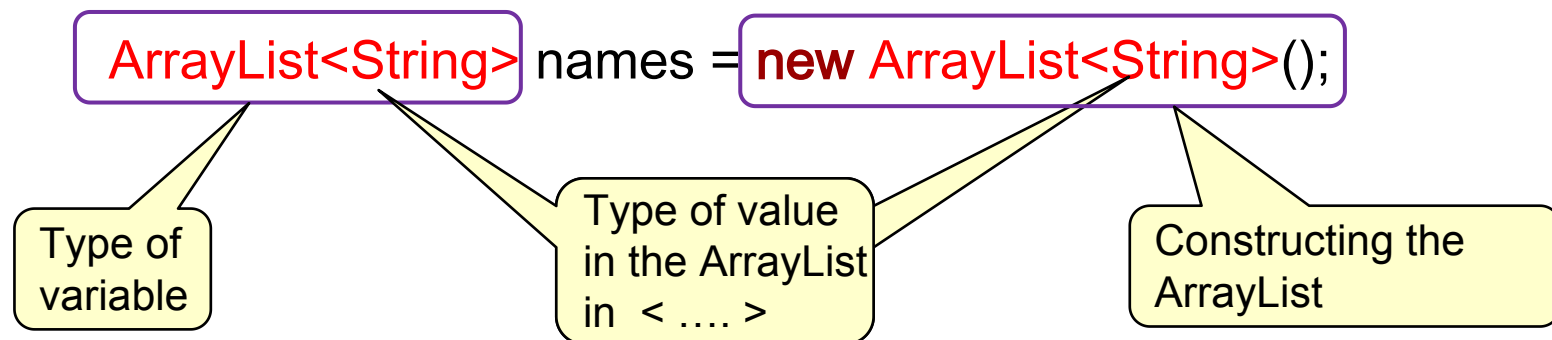 ArrayList<String> names = new ArrayList<String>();
Type of
variable
Type of value
in the ArrayList
in < .... >
Constructing the
ArrayList